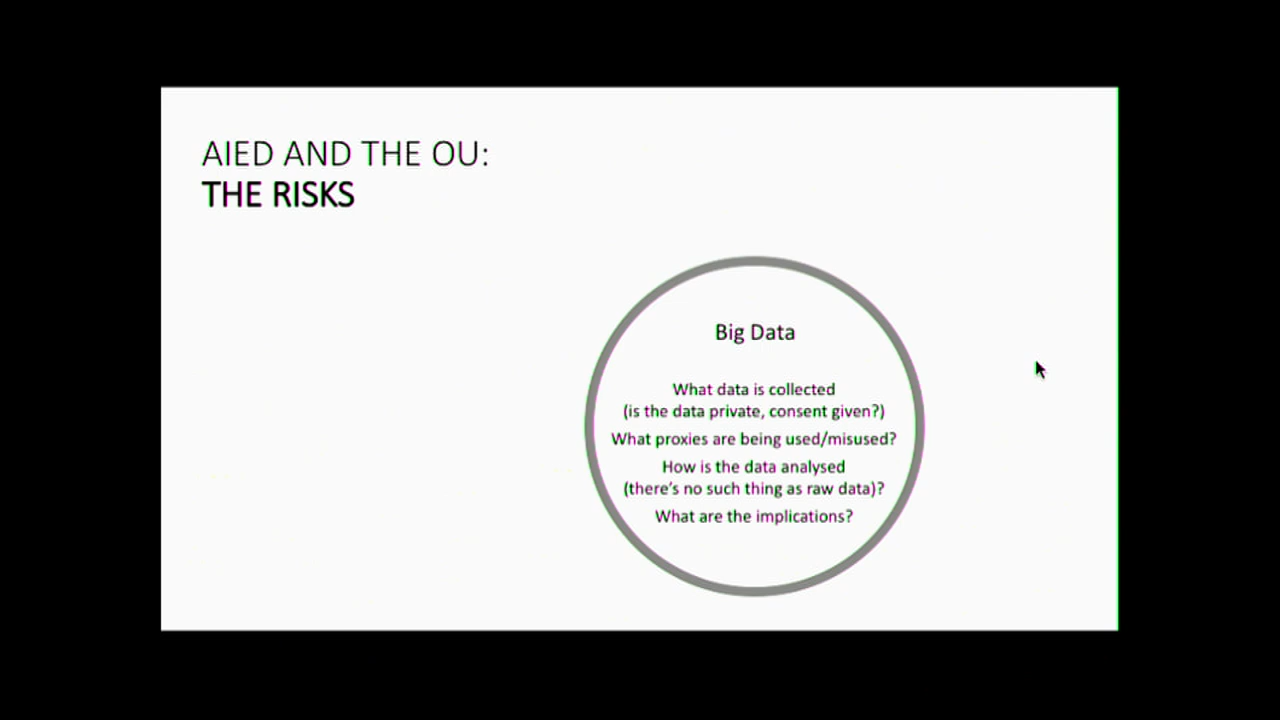 AIED AND THE OU:
THE RISKS
Big Data
What data is collected
(is the data private, consent given?)
What proxies are being used/misused?
How is the data analysed
(there's no such thing as raw data)?
What are the implications?